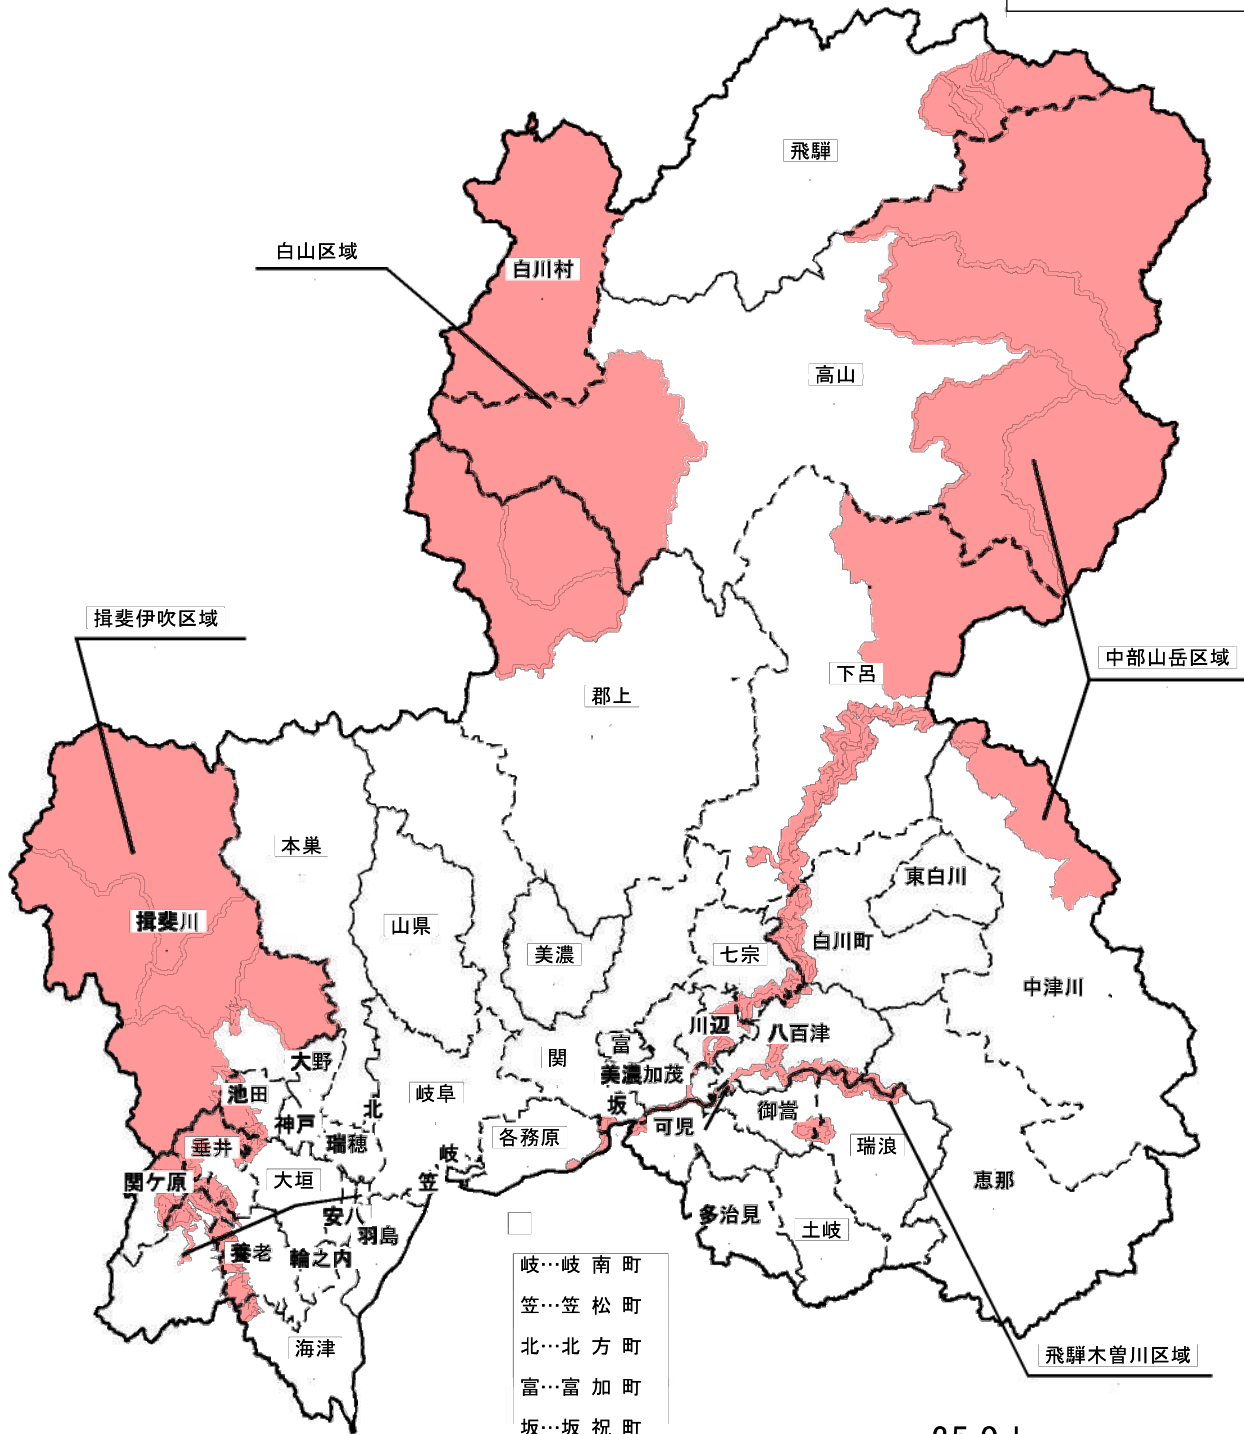 飛騨
白山区域
白川村
高山
揖斐伊吹区域
中部山岳区域
下呂
郡上
本巣
東白川
揖斐川
山県
美濃
七宗
白川町
中津川
川辺
八百津
富
関
大野
美濃加茂
池田
岐阜
北
坂
御嵩
神戸
瑞穂
各務原
可児
垂井
瑞浪
岐
関ケ原
大垣
笠
恵那
安八
多治見
土岐
羽島
養老
輪之内
岐…岐南町
笠…笠松町
海津
北…北方町
飛騨木曽川区域
富…富加町
坂…坂祝町